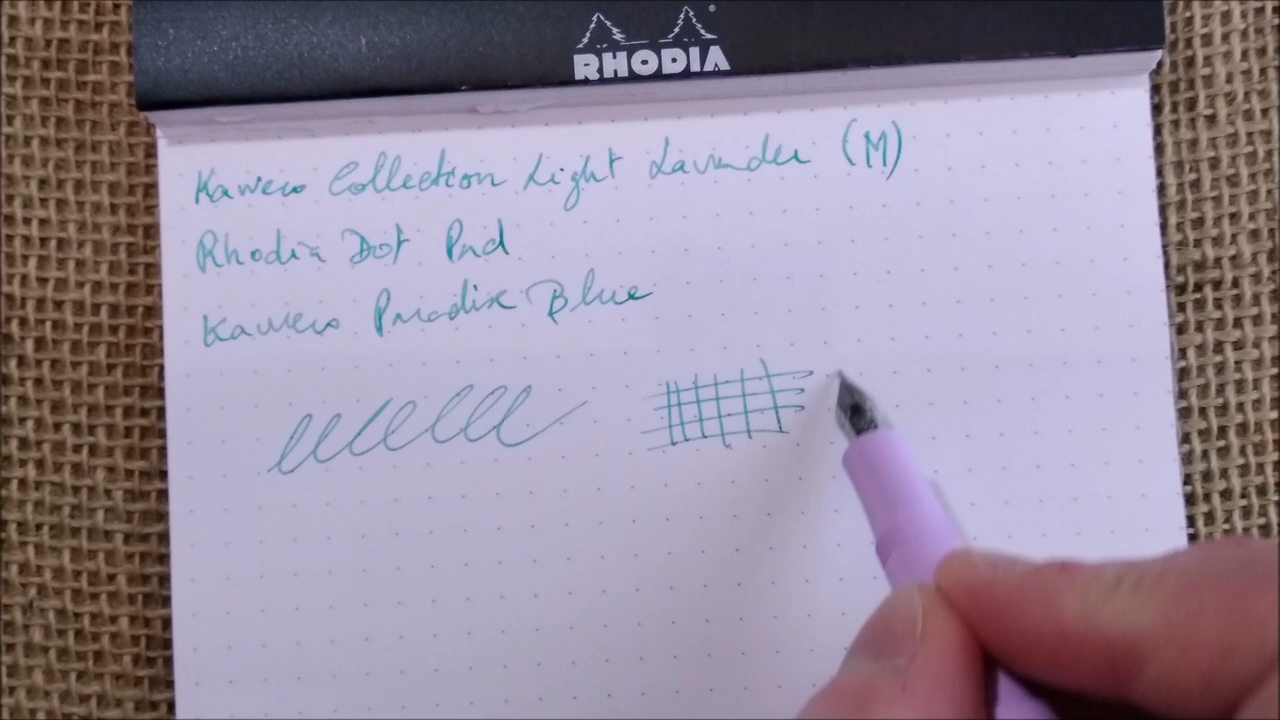 RHODIA
Kaweco Collection Light Lavender (M)
Rhodia Dot Pad
Kaweco Paradise Blue